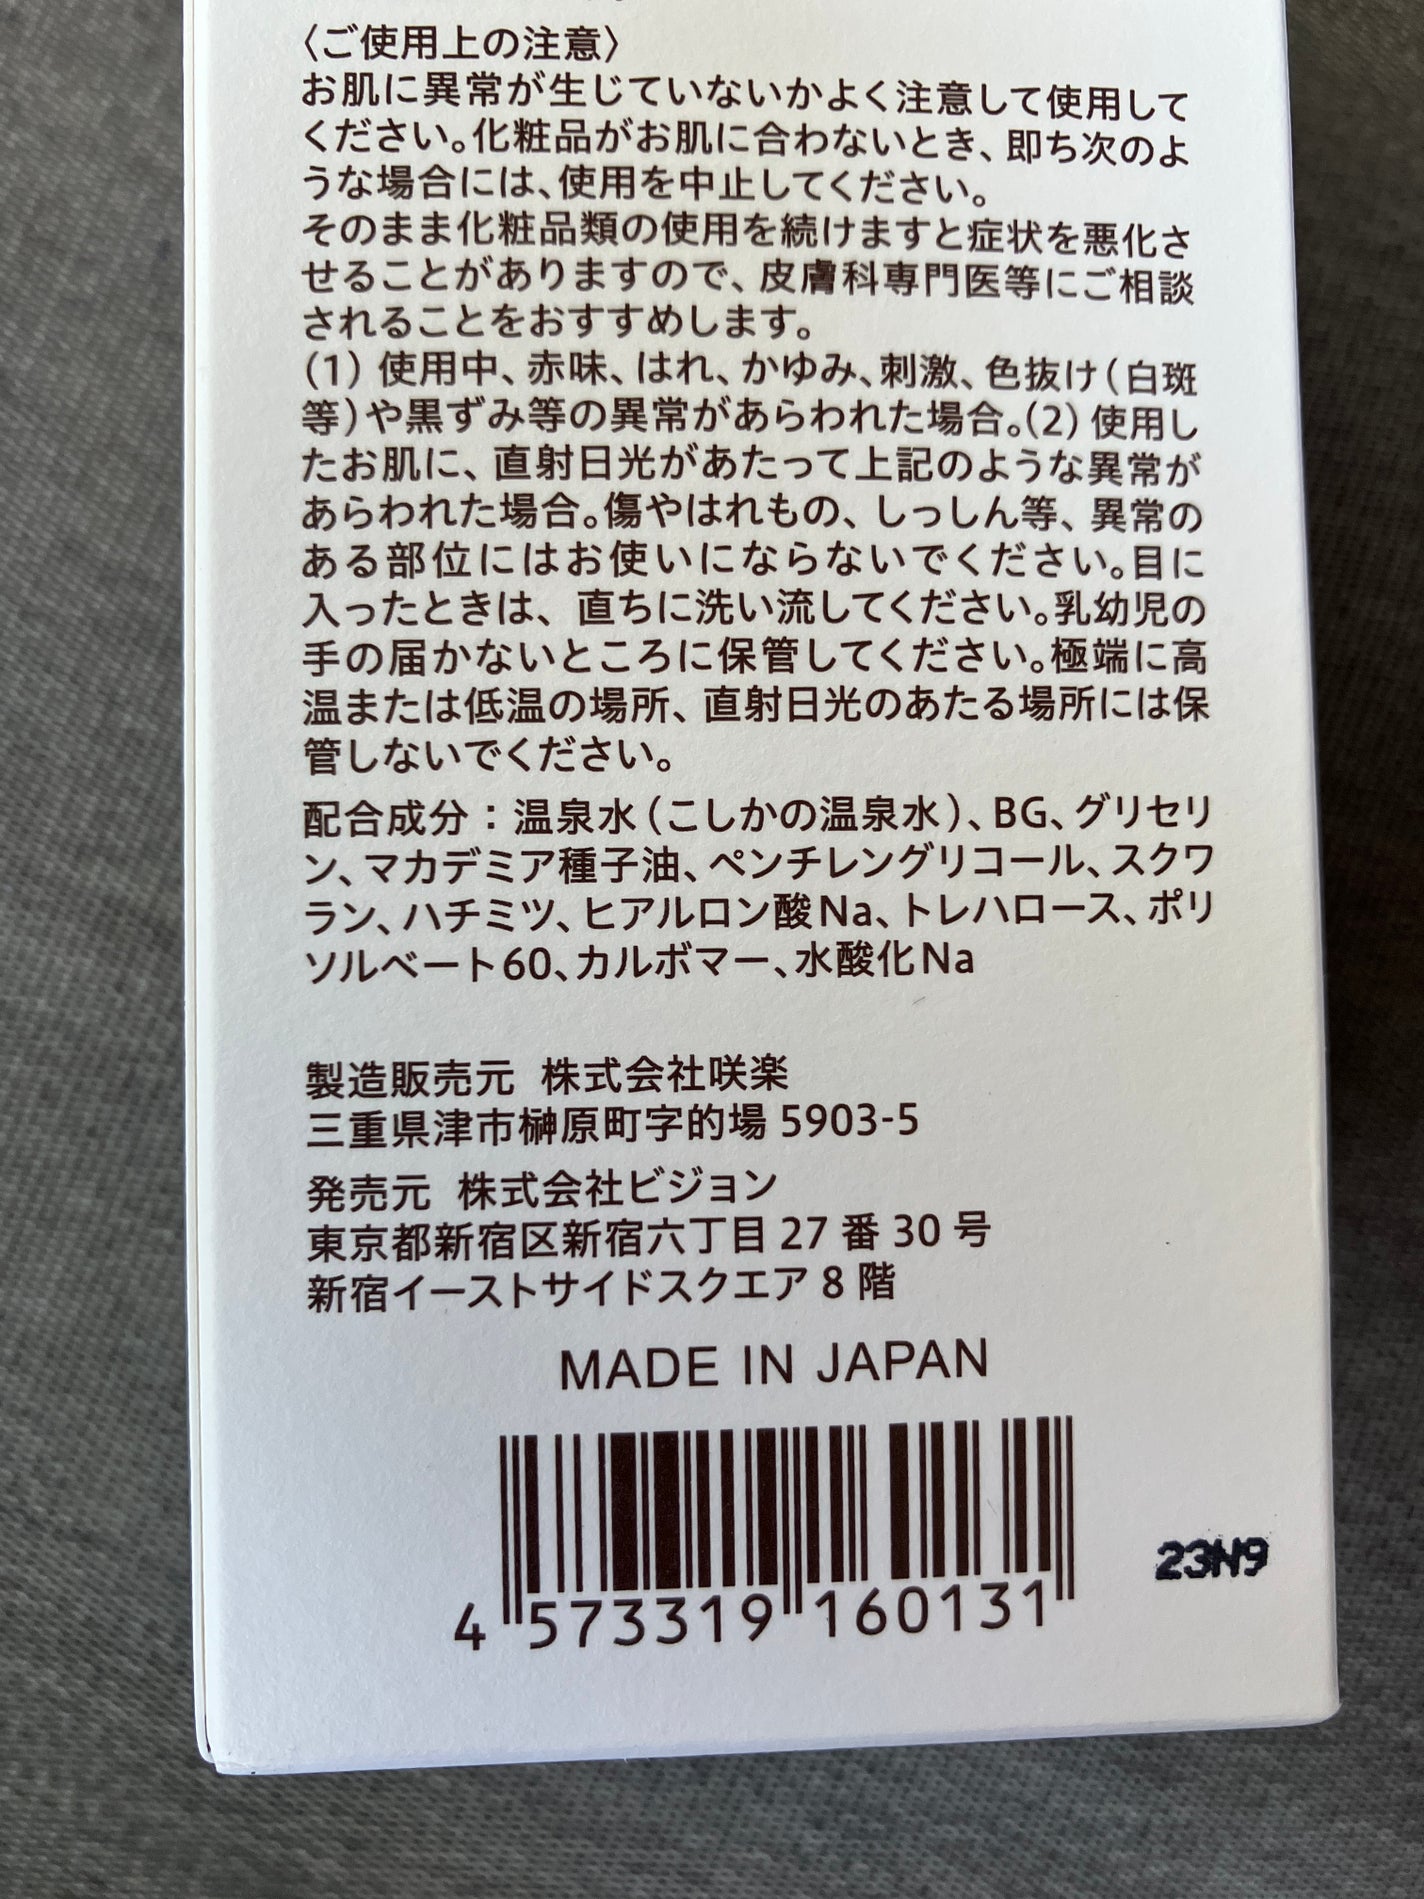 〈ご使用上の注意〉
お肌に異常が生じていないかよく注意して使用して
ください。化粧品がお肌に合わないとき、即ち次のよ
うな場合には、使用を中止してください。
そのまま化粧品類の使用を続けますと症状を悪化さ
せることがありますので、皮膚科専門医等にご相談
されることをおすすめします。
(1) 使用中、赤味、はれ、かゆみ、刺激、色抜け(白斑
等)や黒ずみ等の異常があらわれた場合。(2) 使用し
たお肌に、直射日光があたって上記のような異常が
あらわれた場合。傷やはれもの、しっしん等、異常の
ある部位にはお使いにならないでください。目に
入ったときは、直ちに洗い流してください。乳幼児の
手の届かないところに保管してください。極端に高
温または低温の場所、直射日光のあたる場所には保
管しないでください。
配合成分：温泉水(こしかの温泉水)、BG、グリセリ
ン、マカデミア種子油、ペンチレングリコール、スクワ
ラン、ハチミツ、ヒアルロン酸Na、トレハロース、ポリ
ソルベート60、カルボマー、水酸化Na
製造販売元 株式会社咲楽
三重県津市榊原町字的場 5903-5
発売元 株式会社ビジョン
東京都新宿区新宿六丁目 27 番 30 号
新宿イーストサイドスクエア 8 階
MADE IN JAPAN
23N9
4 573319 160131